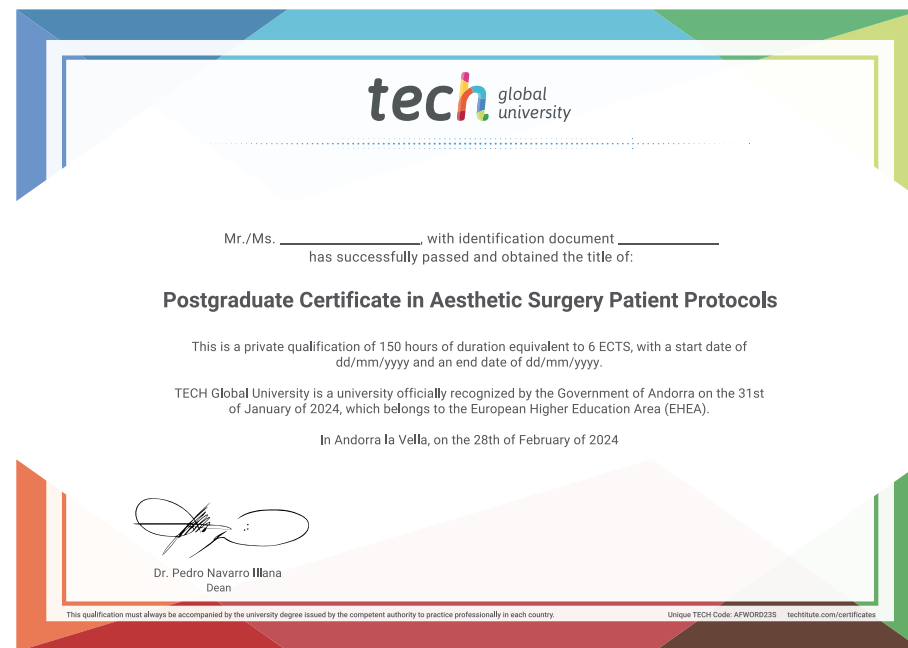 tech global university
Mr./Ms. ____________________, with identification document ______________
has successfully passed and obtained the title of:
Postgraduate Certificate in Aesthetic Surgery Patient Protocols
This is a private qualification of 150 hours of duration equivalent to 6 ECTS, with a start date of
dd/mm/yyyy and an end date of dd/mm/yyyy.
TECH Global University is a university officially recognized by the Government of Andorra on the 31st
of January of 2024, which belongs to the European Higher Education Area (EHEA).
In Andorra la Vella, on the 28th of February of 2024
Dr. Pedro Navarro Illana
Dean
This qualification must always be accompanied by the university degree issued by the competent authority to practice professionally in each country.
Unique TECH Code: AFWORD23S techtitute.com/certificates